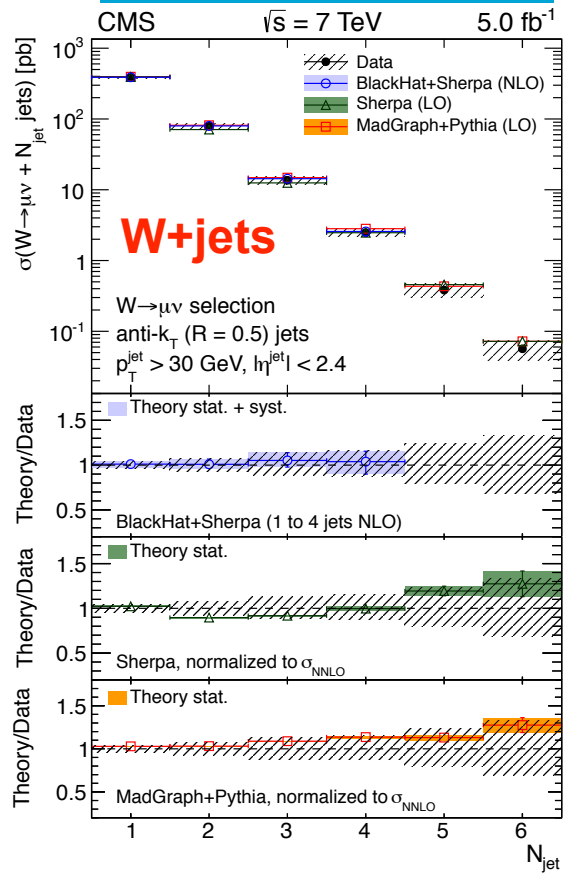 CMS √s = 7 TeV 5.0 fb⁻¹
σ(W→μν + N_jet jets) [pb]
10³
10²
10
1
10⁻¹
Data
BlackHat+Sherpa (NLO)
Sherpa (LO)
MadGraph+Pythia (LO)
W+jets
W→μν selection
anti-k_T (R = 0.5) jets
p_T^jet > 30 GeV, |η^jet| < 2.4
Theory/Data
1.5
1
0.5
Theory stat. + syst.
BlackHat+Sherpa (1 to 4 jets NLO)
Theory/Data
1.5
1
0.5
Theory stat.
Sherpa, normalized to σ_NNLO
Theory/Data
1.5
1
0.5
Theory stat.
MadGraph+Pythia, normalized to σ_NNLO
1 2 3 4 5 6
N_jet